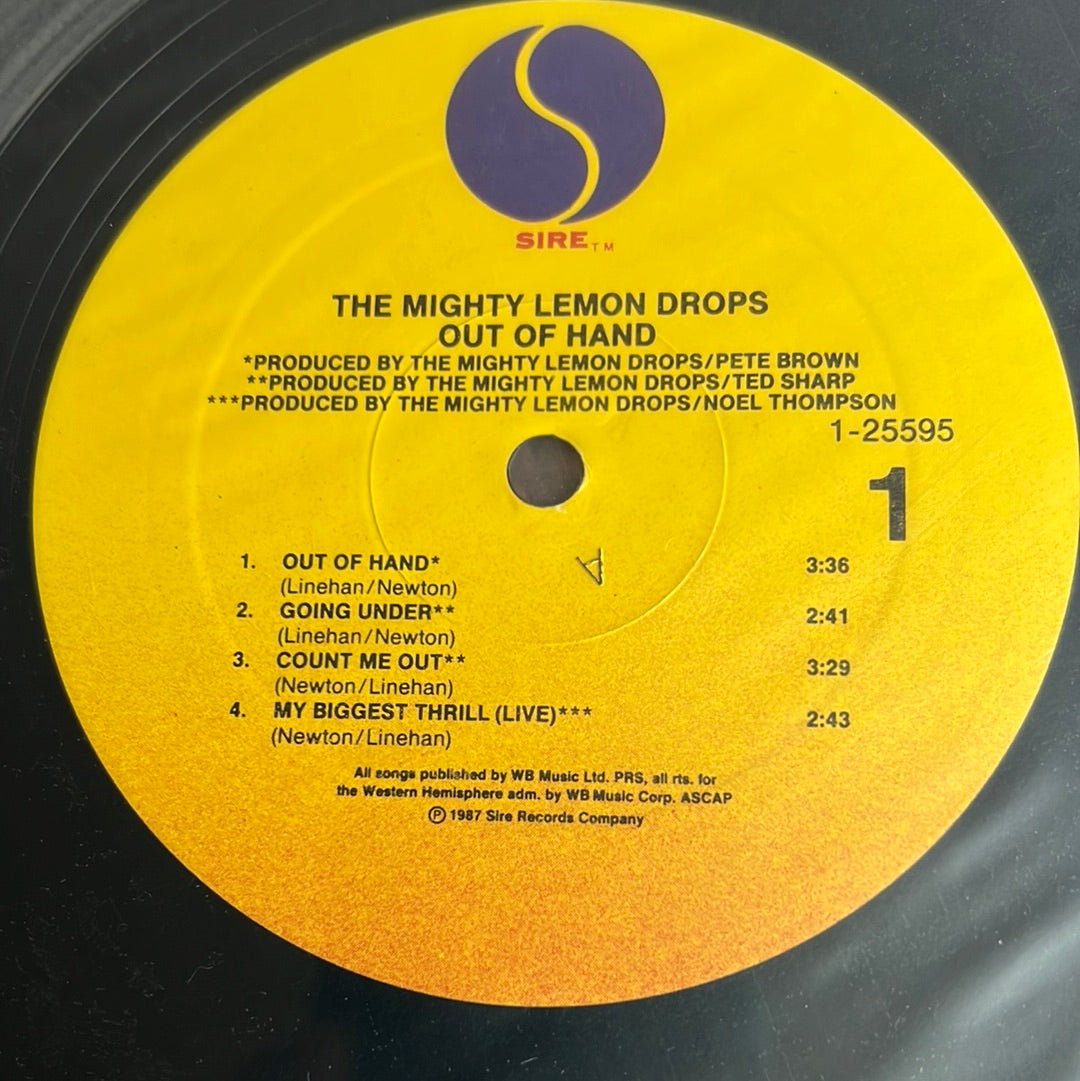 SIRE TM
THE MIGHTY LEMON DROPS
OUT OF HAND
*PRODUCED BY THE MIGHTY LEMON DROPS/PETE BROWN
**PRODUCED BY THE MIGHTY LEMON DROPS/TED SHARP
***PRODUCED BY THE MIGHTY LEMON DROPS/NOEL THOMPSON
1-25595
1
1. OUT OF HAND* 3:36
(Linehan/Newton)
2. GOING UNDER** 2:41
(Linehan/Newton)
3. COUNT ME OUT** 3:29
(Newton/Linehan)
4. MY BIGGEST THRILL (LIVE)*** 2:43
(Newton/Linehan)
All songs published by WB Music Ltd. PRS, all rts. for
the Western Hemisphere adm. by WB Music Corp. ASCAP
Ⓟ 1987 Sire Records Company